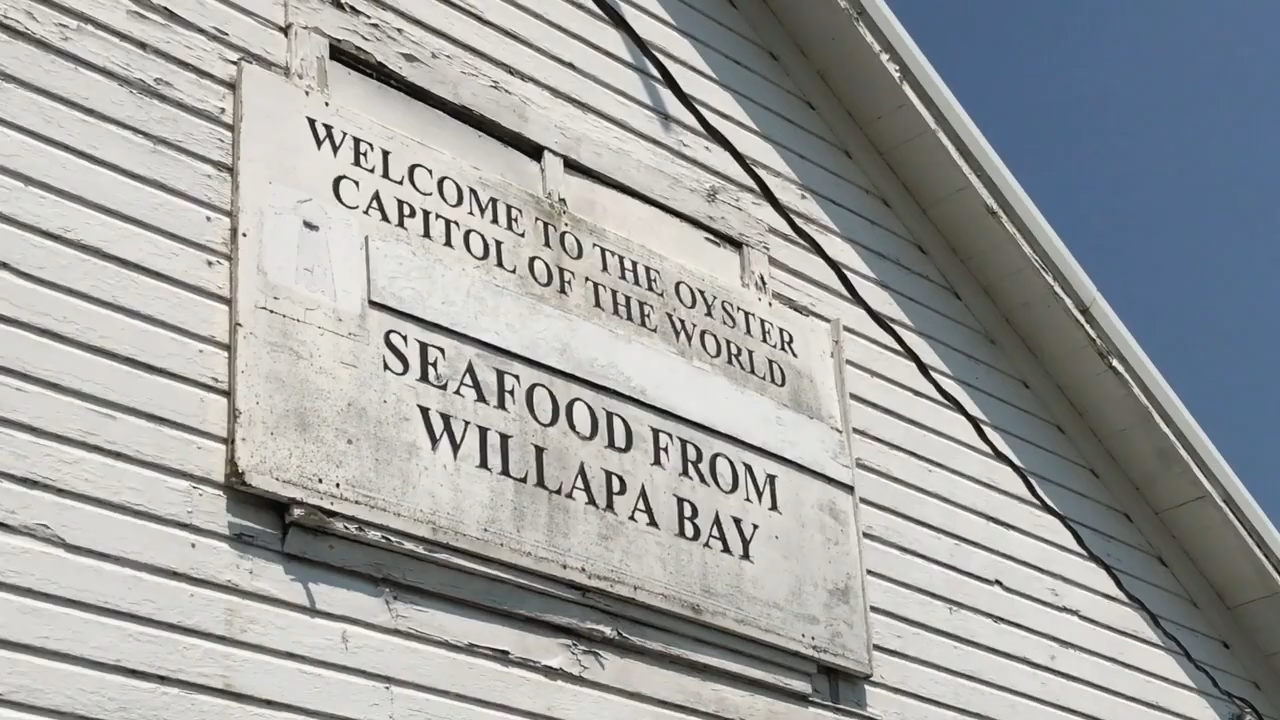 WELCOME TO THE OYSTER
CAPITOL OF THE WORLD
SEAFOOD FROM
WILLAPA BAY